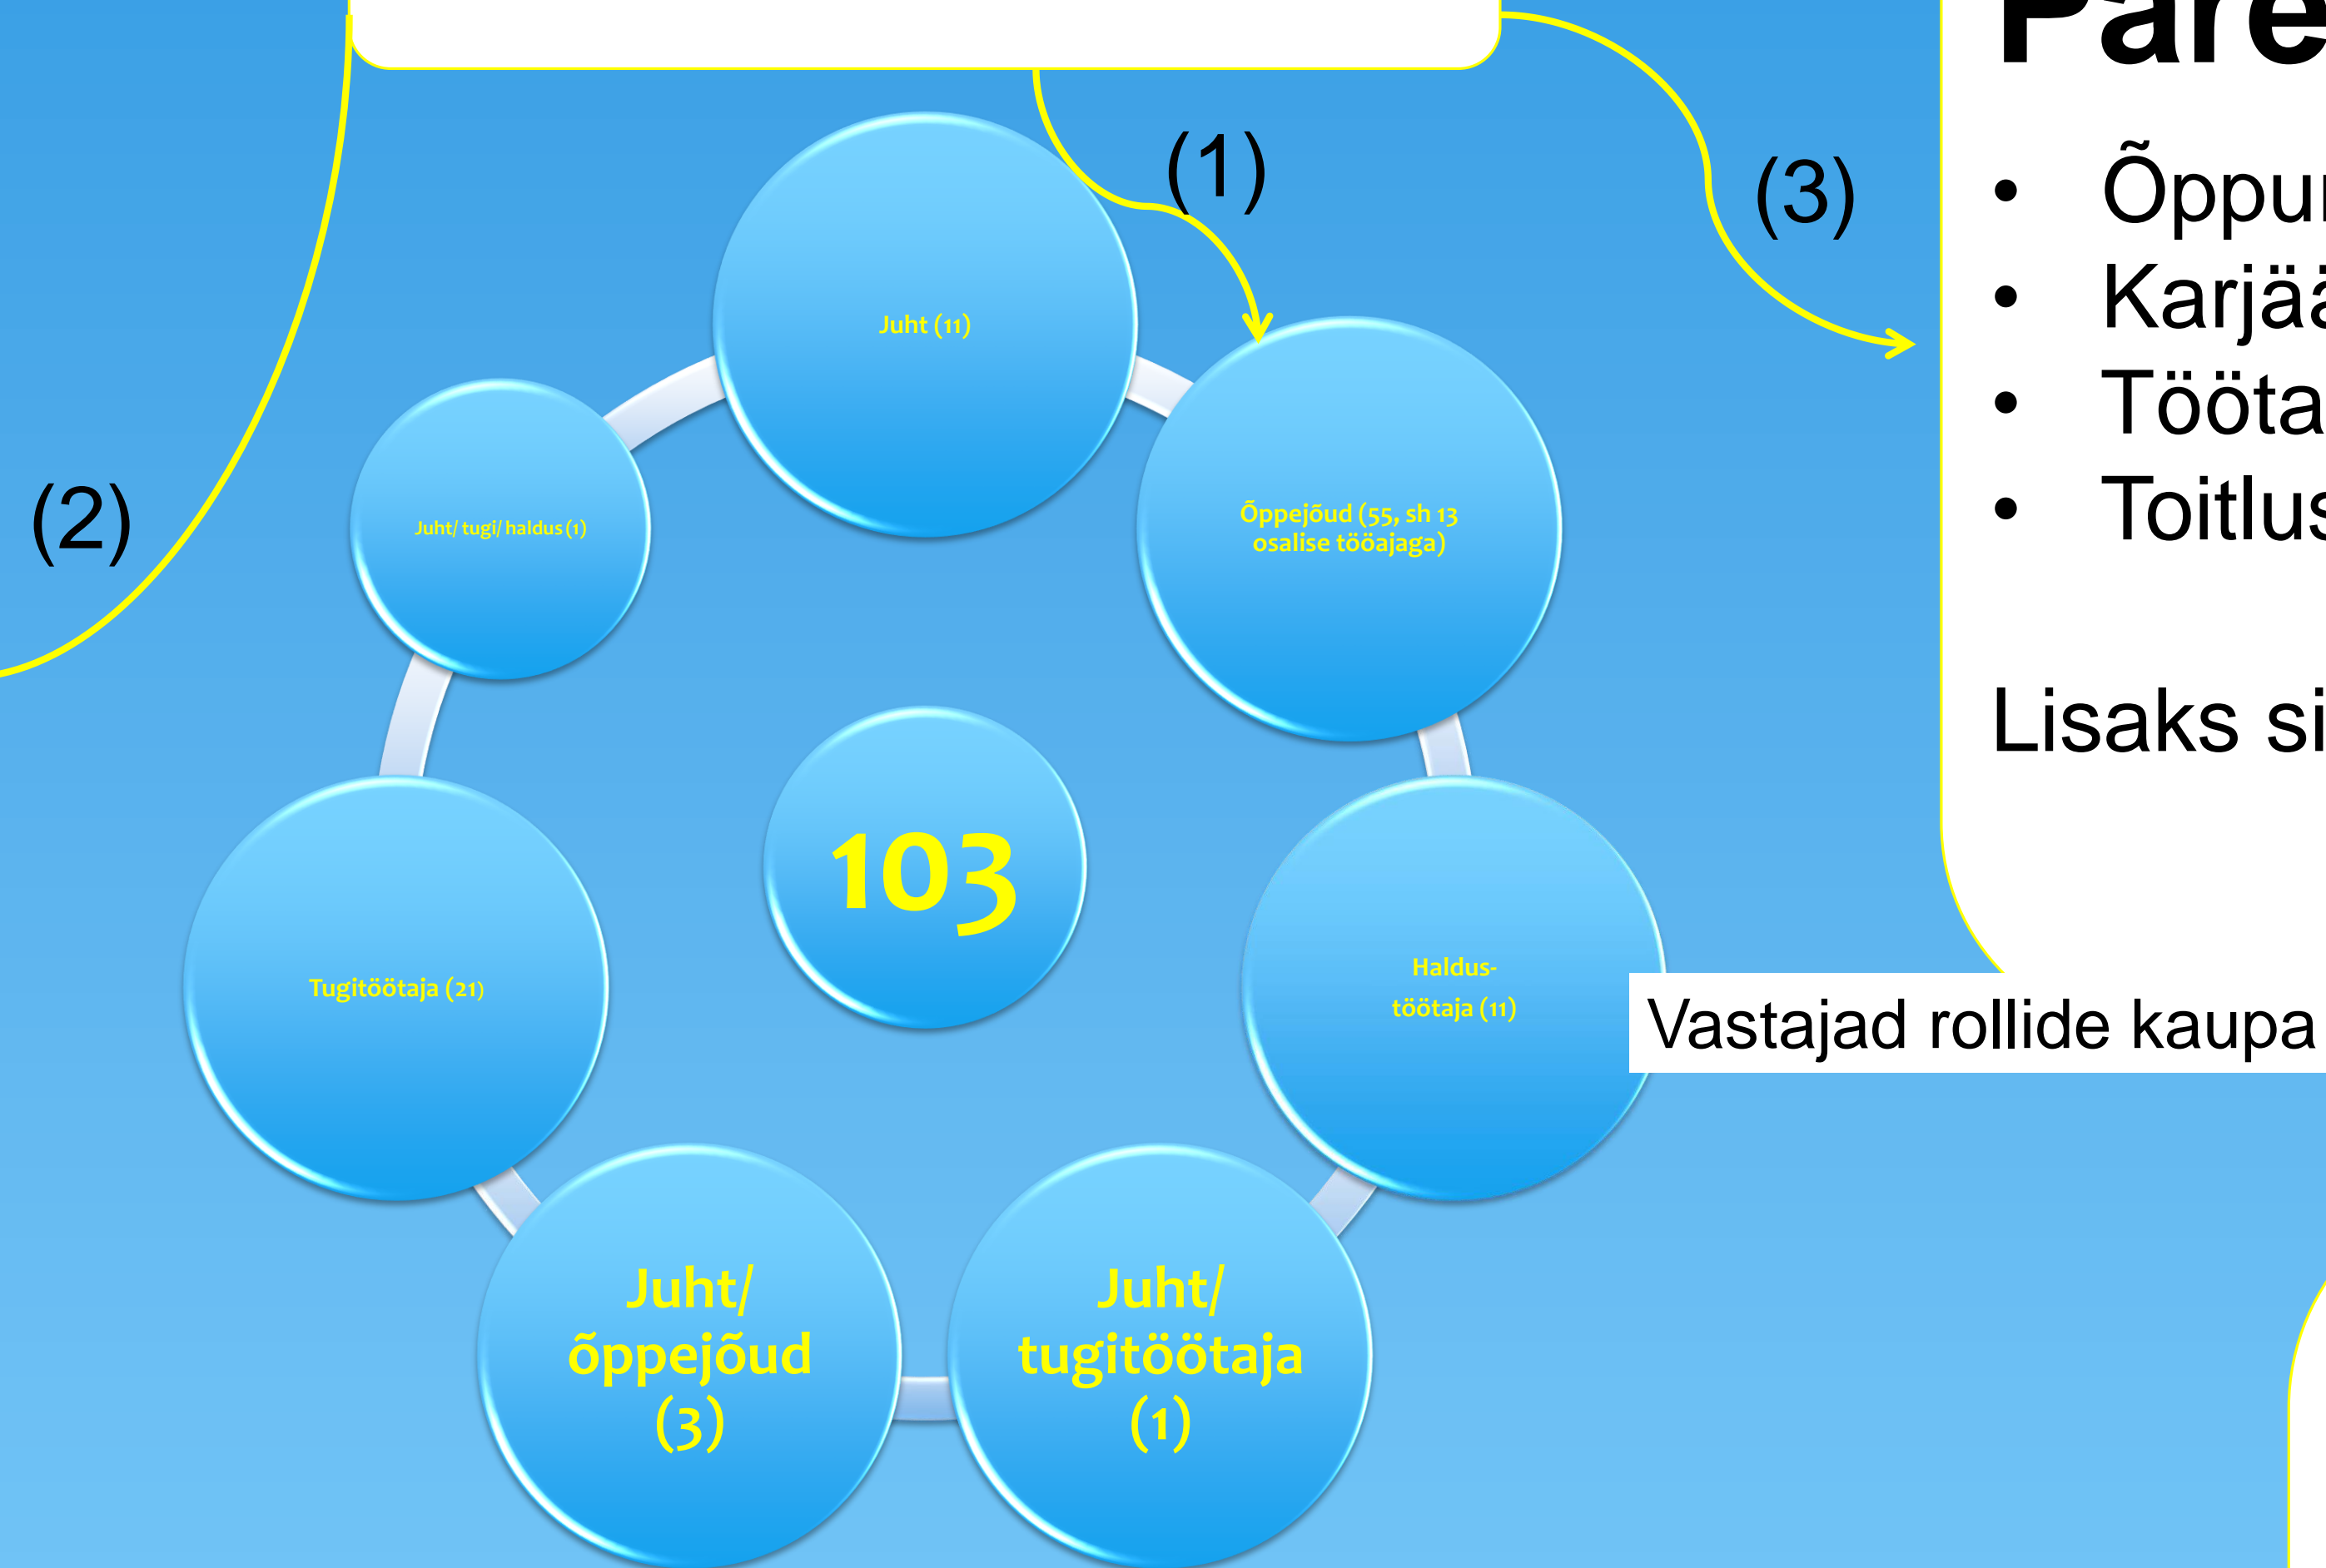 (1)
(2)
(3)
Juht (11)
Õppejõud (55, sh 13
osalise tööajaga)
Haldus-
töötaja (11)
Juht/
tugitöötaja
(1)
Juht/
õppejõud
(3)
Tugitöötaja (21)
Juht/ tugi/ haldus (1)
103
Vastajad rollide kaupa
•
•
•
•
Lisaks